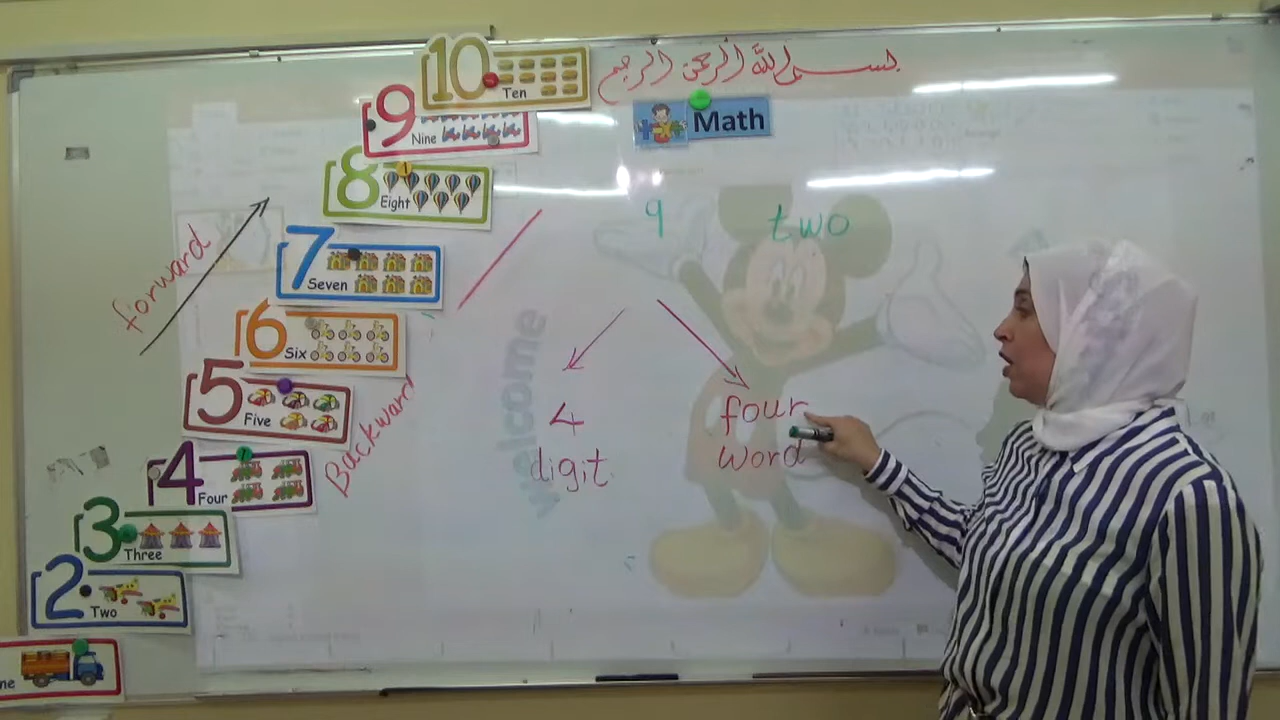 بسم الله الرحمن الرحيم
Math
10 Ten
9 Nine
8 Eight
7 Seven
6 Six
5 Five
4 Four
3 Three
2 Two
ne
forward
Backward
welcome
9 two
4 four
digit word